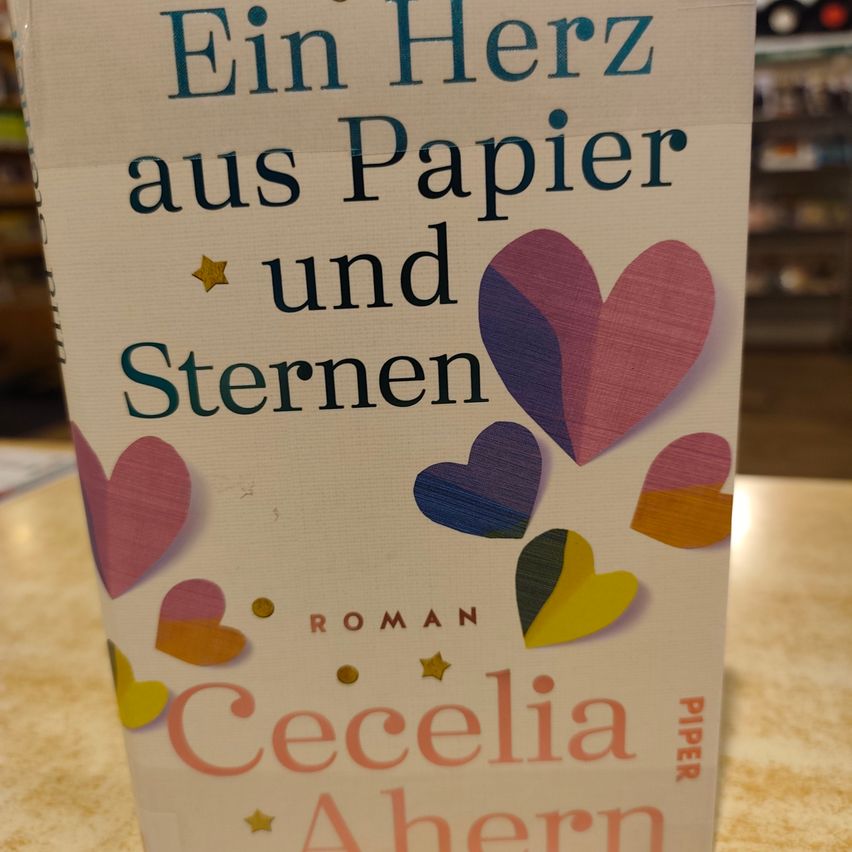 Ein Herz
aus Papier
und
Sternen
ROMAN
Cecelia
Ahern
PIPER